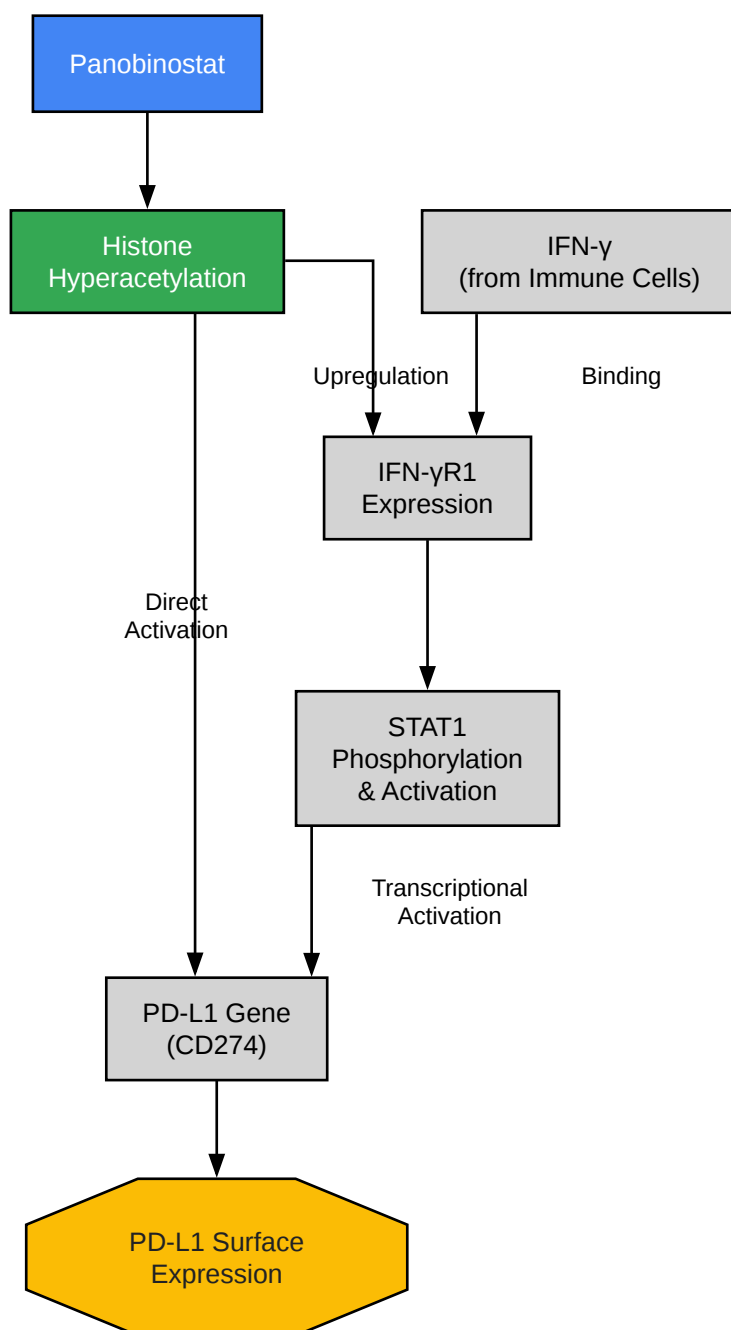 Panobinostat
Histone
Hyperacetylation
IFN-γ
(from Immune Cells)
Upregulation
Binding
IFN-γR1
Expression
Direct
Activation
STAT1
Phosphorylation
& Activation
Transcriptional
Activation
PD-L1 Gene
(CD274)
PD-L1 Surface
Expression